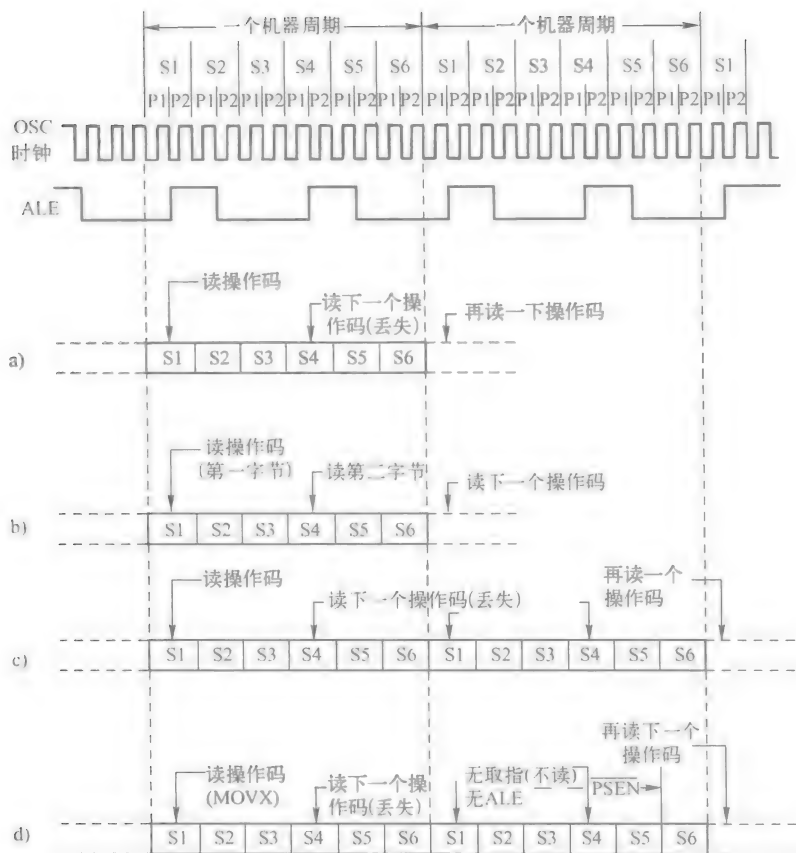 一个机器周期 一个机器周期
S1 S2 S3 S4 S5 S6 S1 S2 S3 S4 S5 S6 S1
P1 P2 P1 P2 P1 P2 P1 P2 P1 P2 P1 P2 P1 P2 P1 P2 P1 P2 P1 P2 P1 P2 P1 P2 P1 P2
OSC
时钟
ALE
读操作码
读下一个操
作码(丢失)
再读一下操作码
a)
S1 S2 S3 S4 S5 S6
读操作码
(第一字节)
读第二字节
读下一个操作码
b)
S1 S2 S3 S4 S5 S6
读操作码
读下一个操作码(丢失)
再读一个
操作码
c)
S1 S2 S3 S4 S5 S6 S1 S2 S3 S4 S5 S6
读操作码
(MOVX)
读下一个操
作码(丢失)
无取指(不读)
无ALE
PSEN
再读下一个
操作码
d)
S1 S2 S3 S4 S5 S6 S1 S2 S3 S4 S5 S6